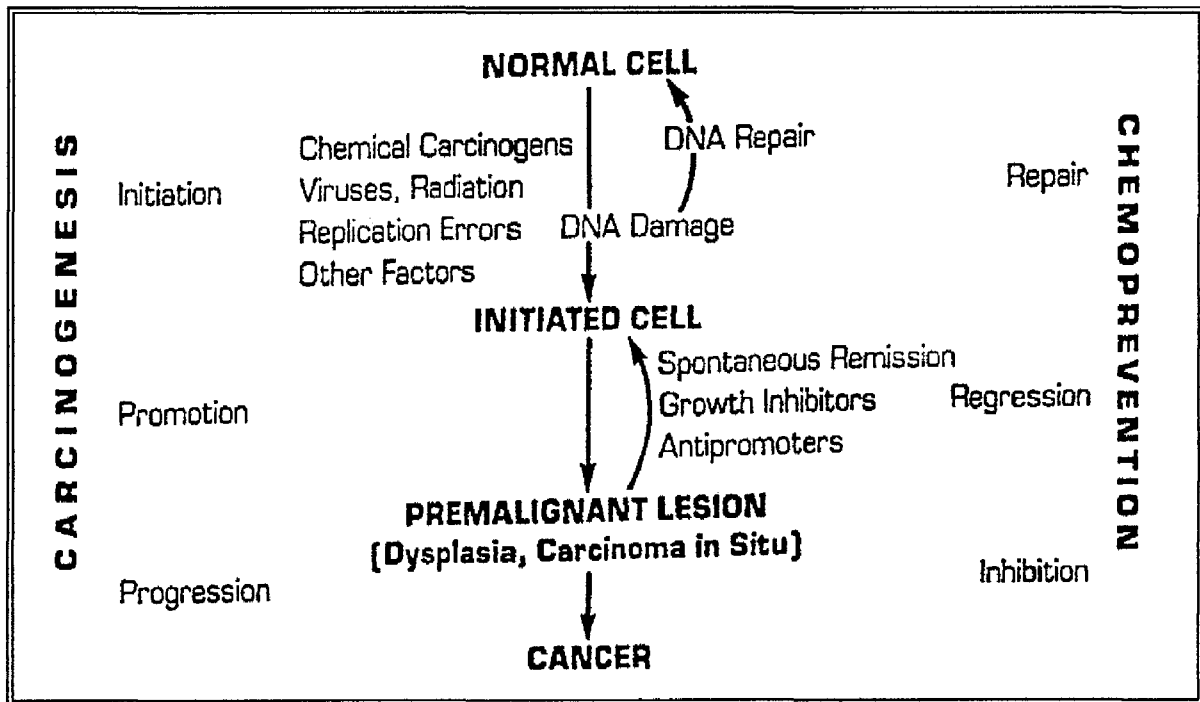 NORMAL CELL
CARCINOGENESIS
Initiation
Chemical Carcinogens
Viruses, Radiation
Replication Errors
Other Factors
DNA Damage
DNA Repair
Repair
CHEMOPREVENTION
INITIATED CELL
Promotion
Spontaneous Remission
Growth Inhibitors
Antipromoters
Regression
PREMALIGNANT LESION
(Dysplasia, Carcinoma in Situ)
Progression
Inhibition
CANCER